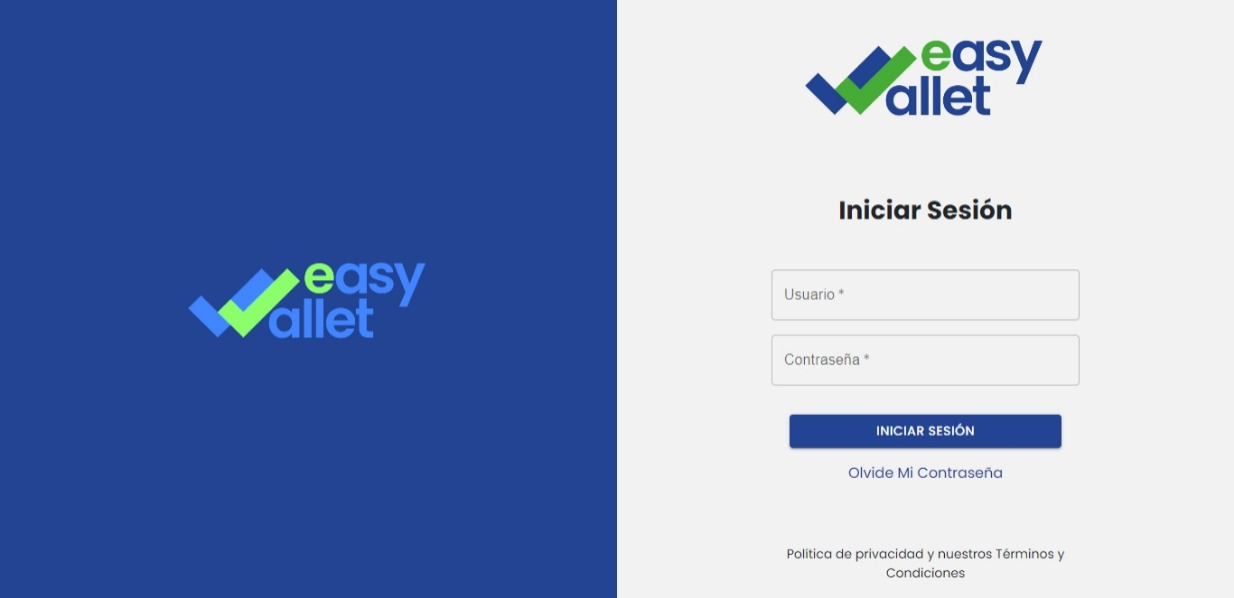 easy
allet
easy
allet
Iniciar Sesión
Usuario *
Contraseña *
INICIAR SESIÓN
Olvide Mi Contraseña
Politica de privacidad y nuestros Términos y
Condiciones